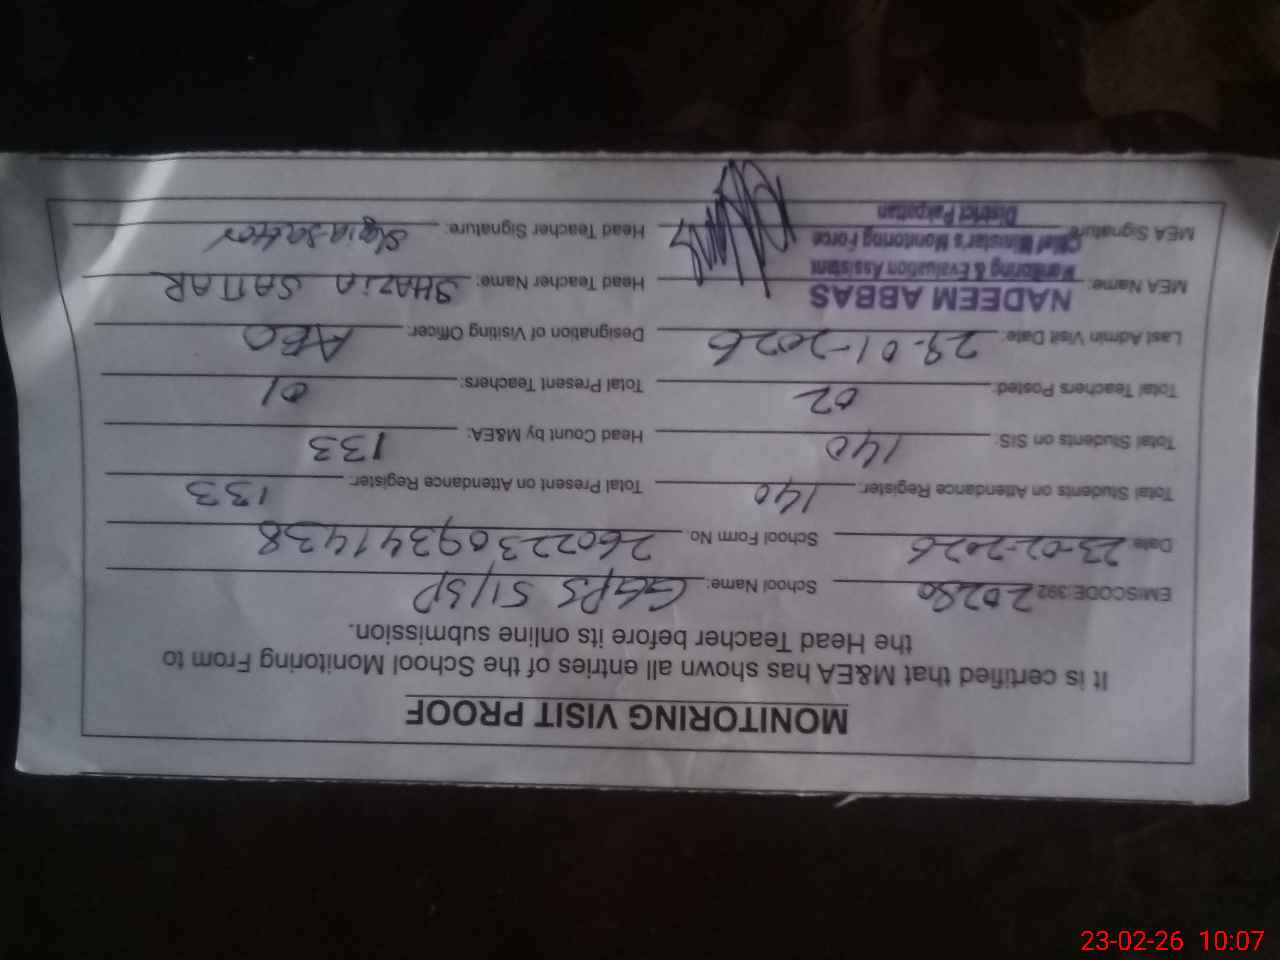 MONITORING VISIT PROOF
It is certified that M&EA has shown all entries of the School Monitoring From to
the Head Teacher before its online submission.
EMISCODE:392 20280 School Name: GGPS 51/SP
Date: 23-02-2026 School Form No. 2602230934 1438
Total Students on Attendance Register: 140 Total Present on Attendance Register: 133
Total Students on SIS: 140 Head Count by M&EA: 133
Total Teachers Posted: 02 Total Present Teachers: 01
Last Admin Visit Date: 29-01-2026 Designation of Visiting Officer: AEO
MEA Name: NADEEM ABBAS Head Teacher Name: SHAZIA SATTAR
Monitoring & Evaluation Assistant
MEA Signature: Chief Minister's Monitoring Force Head Teacher Signature:
District Pakpattan
23-02-26 10:07